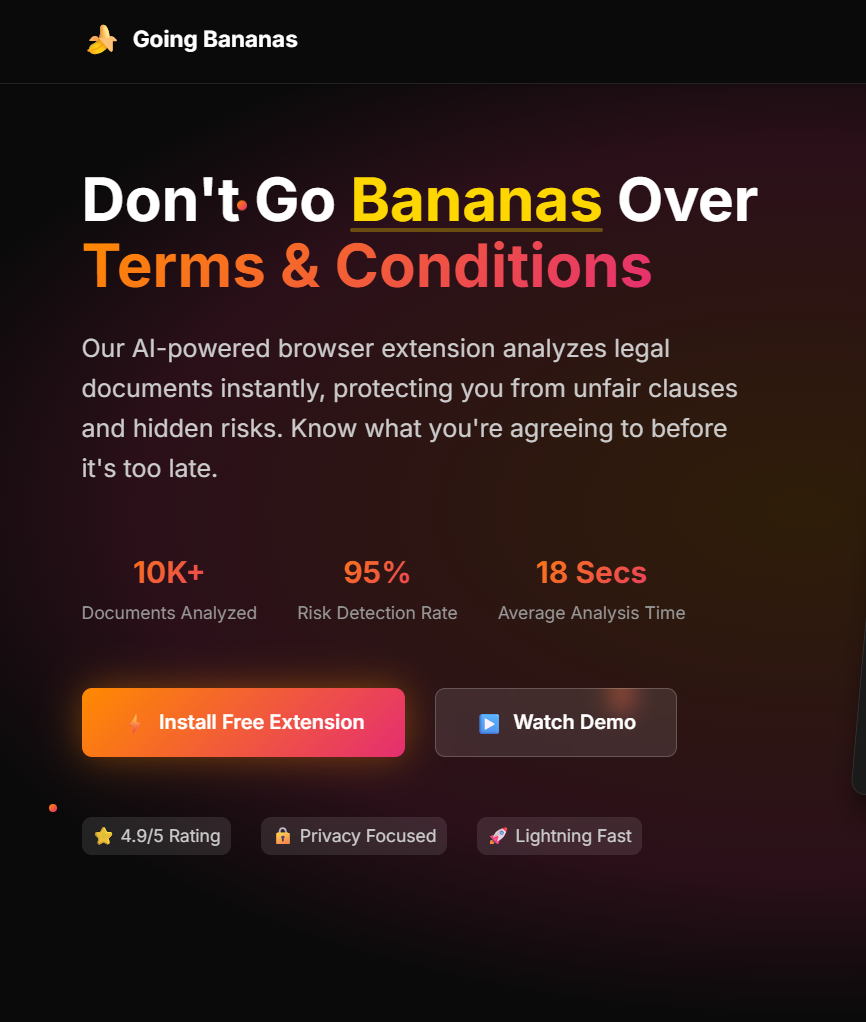 Going Bananas
Don't Go Bananas Over
Terms & Conditions
Our AI-powered browser extension analyzes legal
documents instantly, protecting you from unfair clauses
and hidden risks. Know what you're agreeing to before
it's too late.
10K+ 95% 18 Secs
Documents Analyzed Risk Detection Rate Average Analysis Time
Install Free Extension Watch Demo
4.9/5 Rating Privacy Focused Lightning Fast